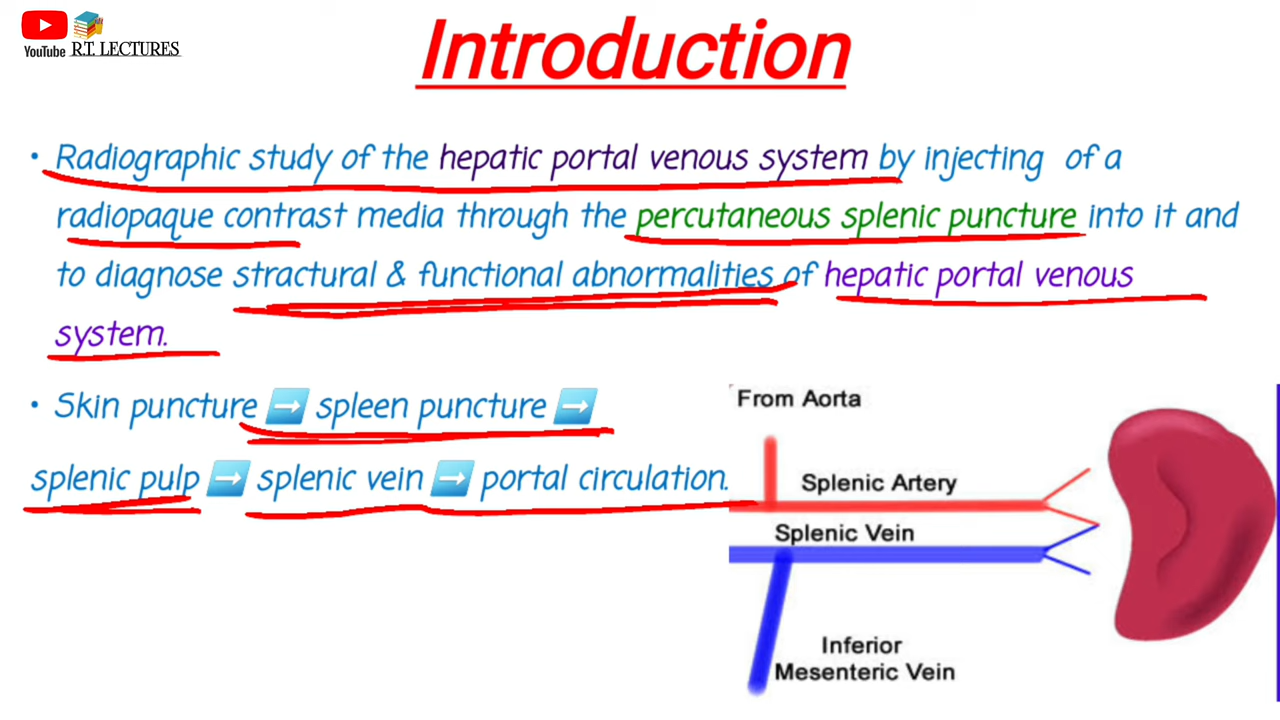 YouTube R.T. LECTURES
Introduction
• Radiographic study of the hepatic portal venous system by injecting of a
radiopaque contrast media through the percutaneous splenic puncture into it and
to diagnose stractural & functional abnormalities of hepatic portal venous
system.
• Skin puncture ➡ spleen puncture ➡
splenic pulp ➡ splenic vein ➡ portal circulation.
From Aorta
Splenic Artery
Splenic Vein
Inferior
Mesenteric Vein